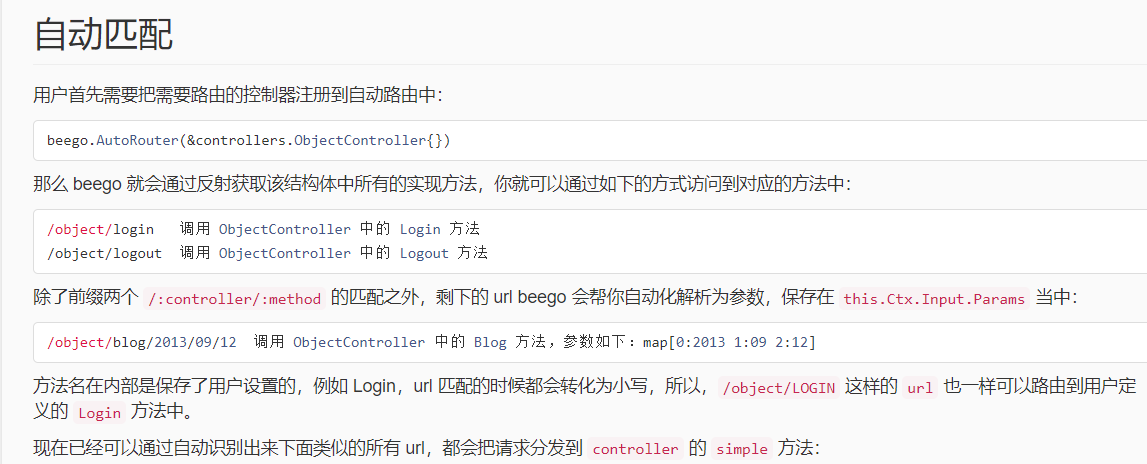 自动匹配
用户首先需要把需要路由的控制器注册到自动路由中：
beego.AutoRouter(&controllers.ObjectController{})
那么 beego 就会通过反射获取该结构体中所有的实现方法，你就可以通过如下的方式访问到对应的方法中：
/object/login   调用 ObjectController 中的 Login 方法
/object/logout  调用 ObjectController 中的 Logout 方法
除了前缀两个 /:controller/:method 的匹配之外，剩下的 url beego 会帮你自动化解析为参数，保存在 this.Ctx.Input.Params 当中：
/object/blog/2013/09/12  调用 ObjectController 中的 Blog 方法，参数如下：map[0:2013 1:09 2:12]
方法名在内部是保存了用户设置的，例如 Login，url 匹配的时候都会转化为小写，所以，/object/LOGIN 这样的 url 也一样可以路由到用户定
义的 Login 方法中。
现在已经可以通过自动识别出来下面类似的所有 url，都会把请求分发到 controller 的 simple 方法：